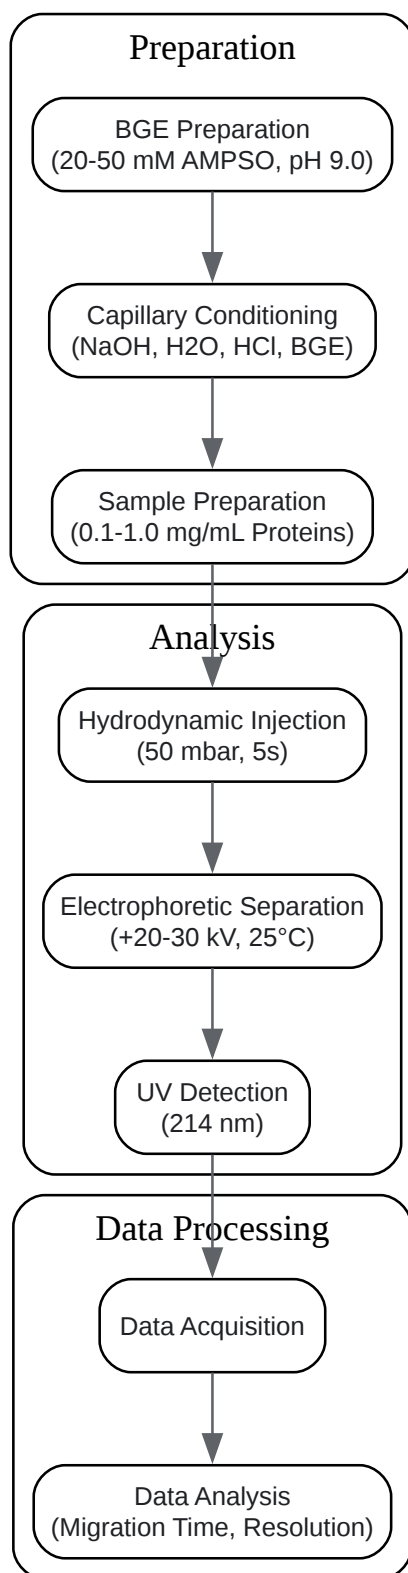 Preparation
BGE Preparation
(20-50 mM AMPSO, pH 9.0)
Capillary Conditioning
(NaOH, H2O, HCl, BGE)
Sample Preparation
(0.1-1.0 mg/mL Proteins)
Analysis
Hydrodynamic Injection
(50 mbar, 5s)
Electrophoretic Separation
(+20-30 kV, 25°C)
UV Detection
(214 nm)
Data Processing
Data Acquisition
Data Analysis
(Migration Time, Resolution)